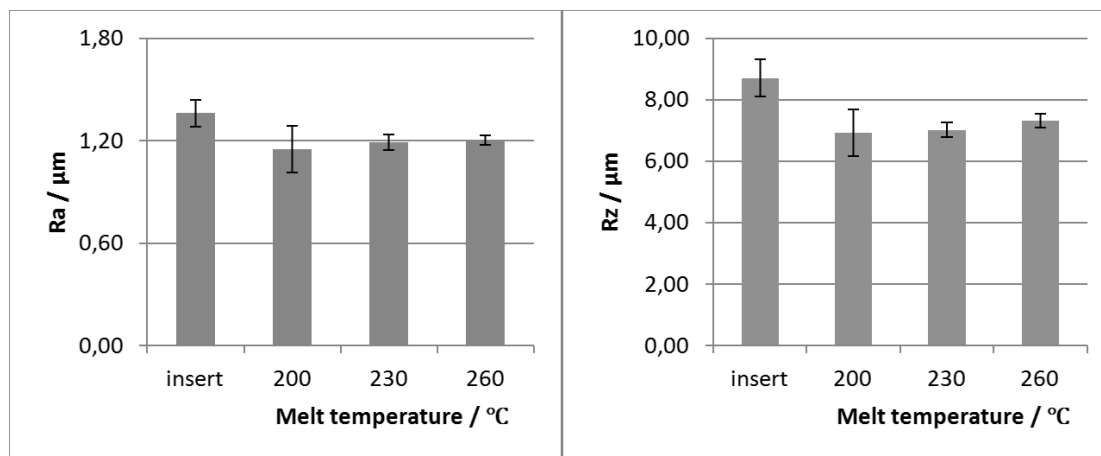 1,80
1,20
0,60
0,00
Ra / µm
insert 200 230 260
Melt temperature / °C
10,00
8,00
6,00
4,00
2,00
0,00
Rz / µm
insert 200 230 260
Melt temperature / °C